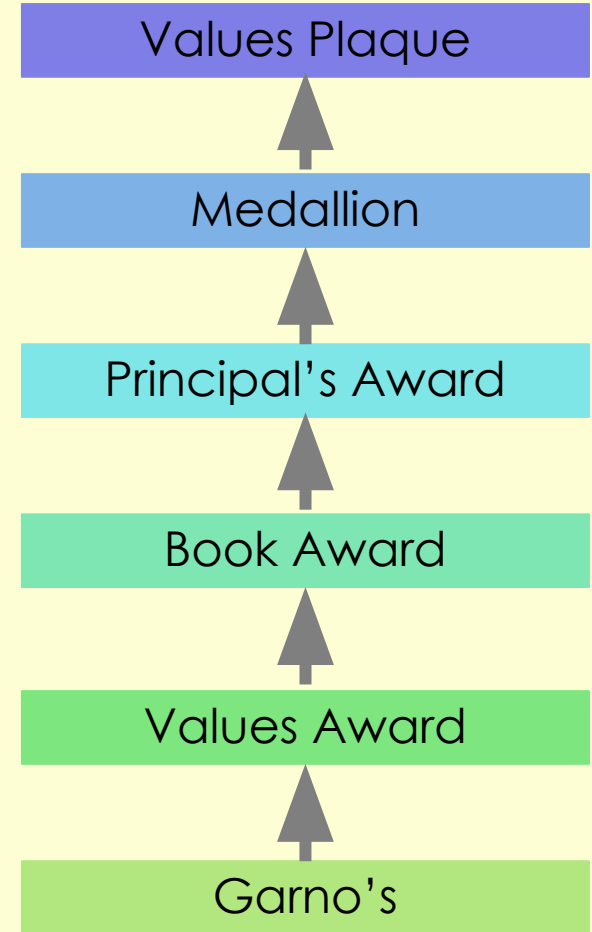 Values Plaque
Medallion
Principal’s Award
Book Award
Values Award
Garno’s